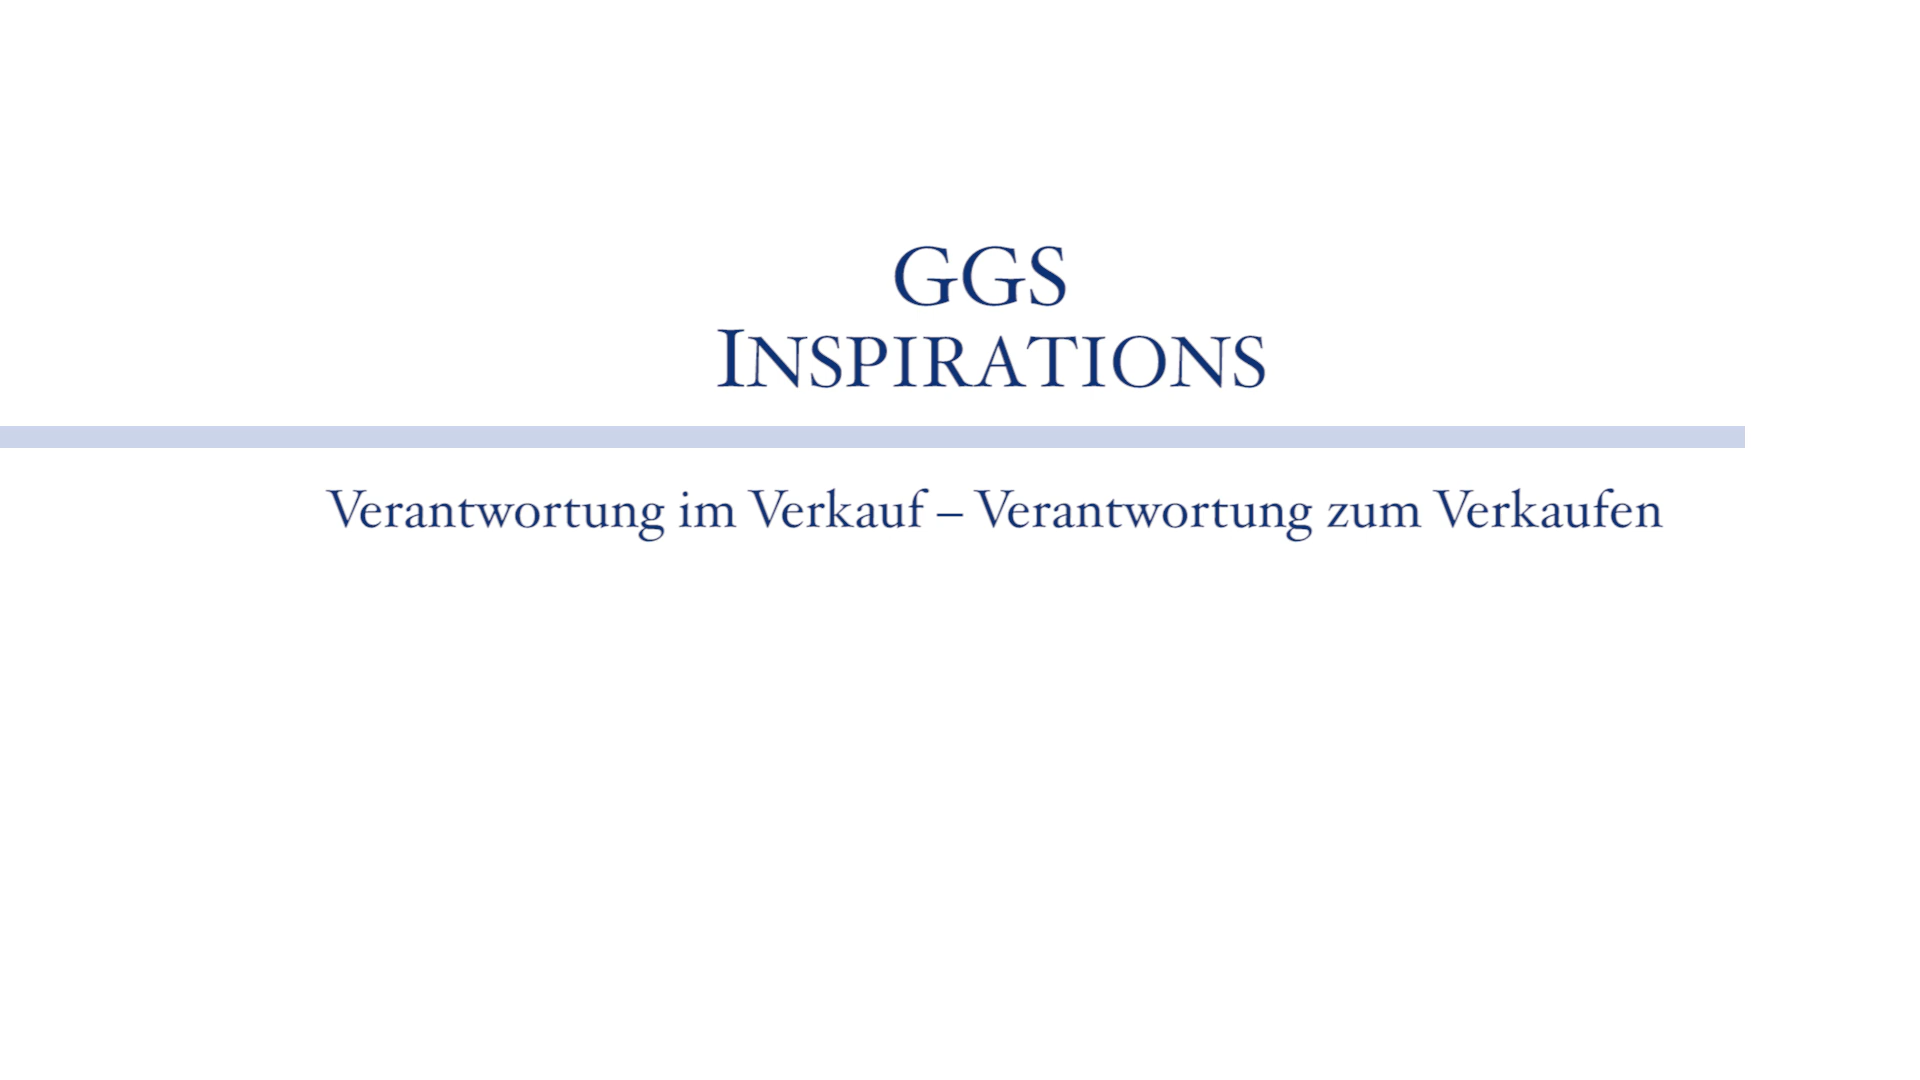 GGS
INSPIRATIONS
Verantwortung im Verkauf – Verantwortung zum Verkaufen